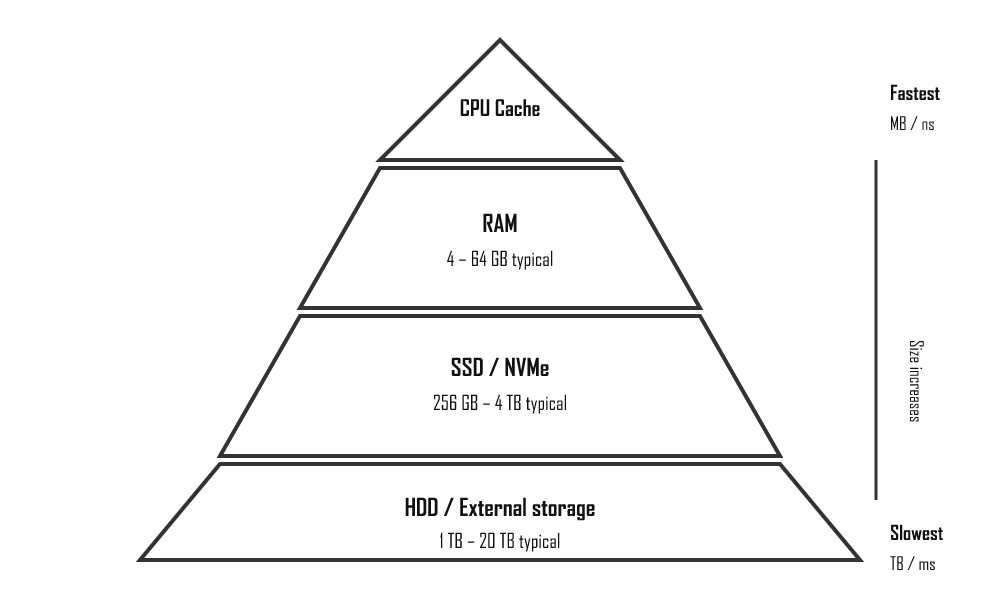 CPU Cache
Fastest
MB / ns
RAM
4 – 64 GB typical
Size increases
SSD / NVMe
256 GB – 4 TB typical
HDD / External storage
1 TB – 20 TB typical
Slowest
TB / ms